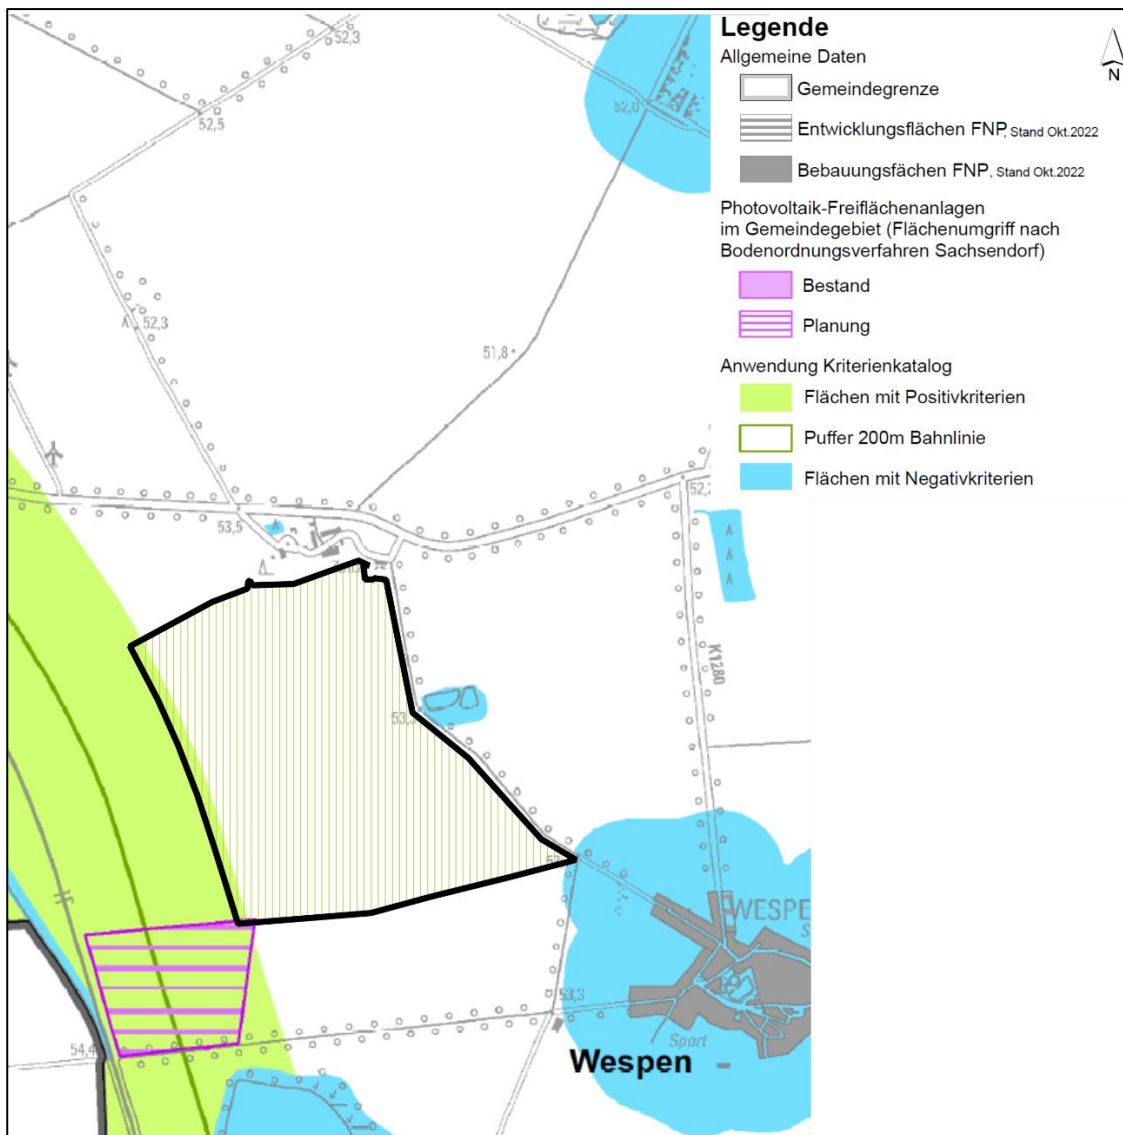 Legende
Allgemeine Daten
N
Gemeindegrenze
Entwicklungsflächen FNP, Stand Okt.2022
Bebauungsfächen FNP, Stand Okt.2022
Photovoltaik-Freiflächenanlagen
im Gemeindegebiet (Flächenumgriff nach
Bodenordnungsverfahren Sachsendorf)
Bestand
Planung
Anwendung Kriterienkatalog
Flächen mit Positivkriterien
Puffer 200m Bahnlinie
Flächen mit Negativkriterien
52,3
52,5
52,0
52,3
51,8
53,5
K1280
WESPE
53,3
Sport
54,4
Wespen